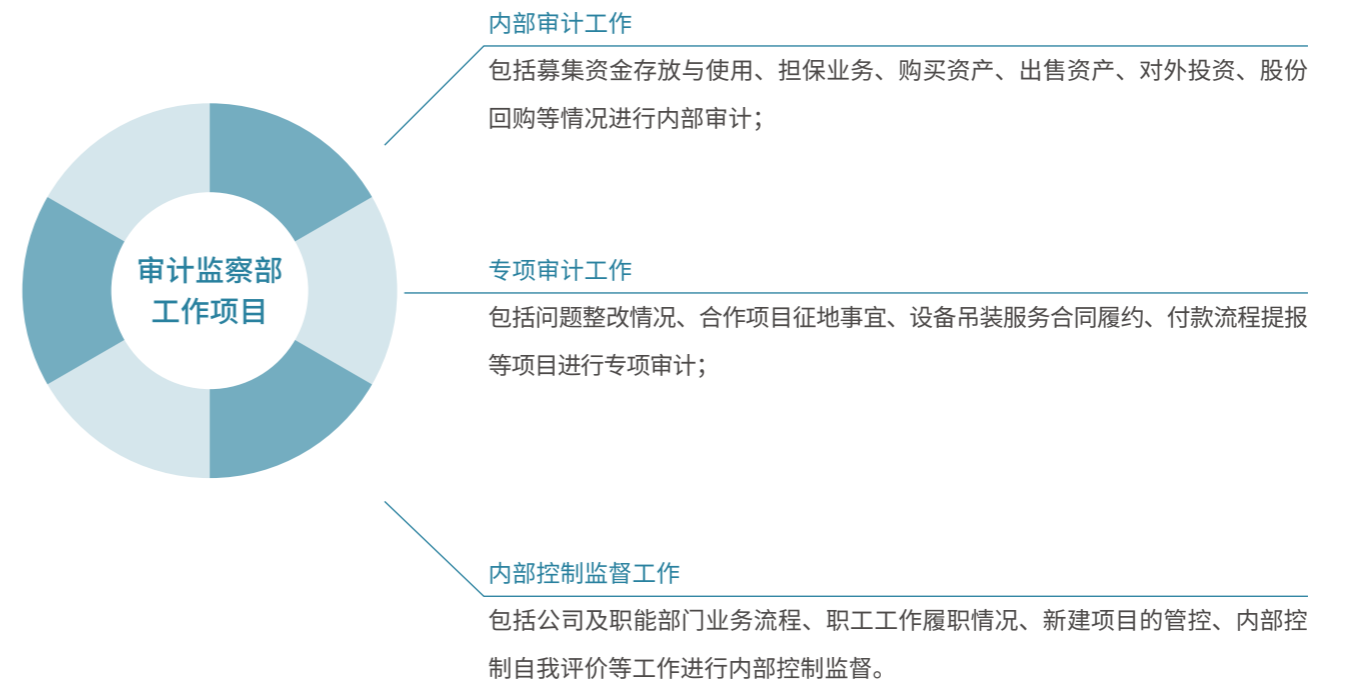 审计监察部
工作项目
内部审计工作
包括募集资金存放与使用、担保业务、购买资产、出售资产、对外投资、股份
回购等情况进行内部审计；
专项审计工作
包括问题整改情况、合作项目征地事宜、设备吊装服务合同履约、付款流程提报
等项目进行专项审计；
内部控制监督工作
包括公司及职能部门业务流程、职工工作履职情况、新建项目的管控、内部控
制自我评价等工作进行内部控制监督。